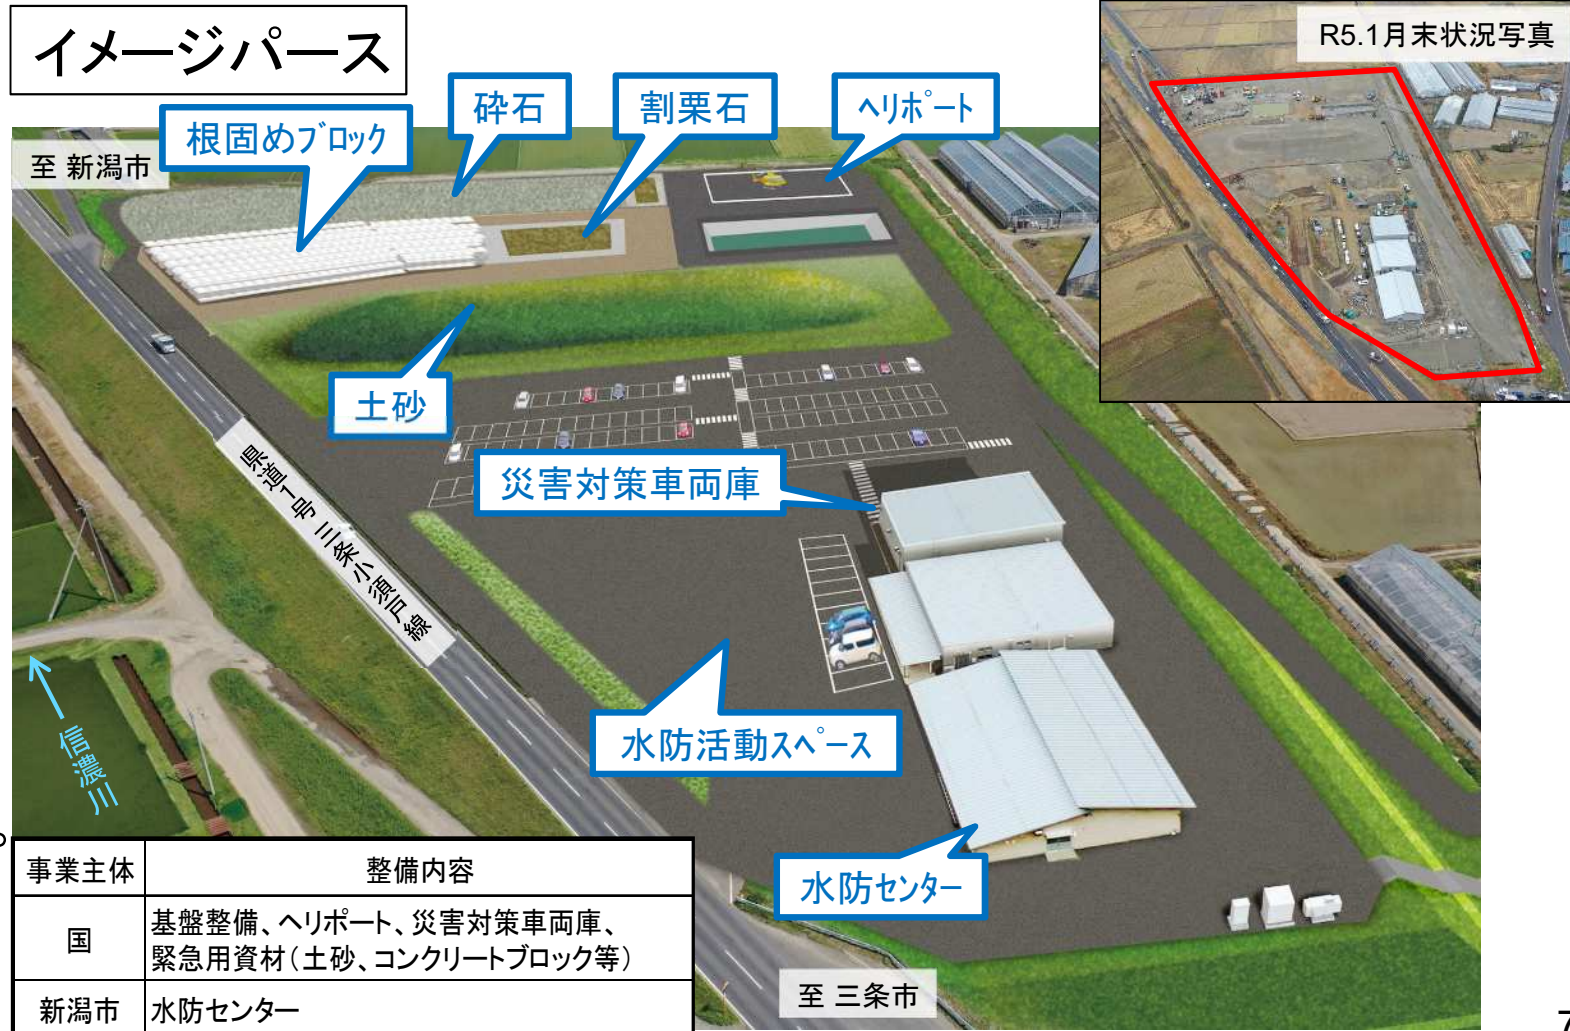 イメージパース
R5.1月末状況写真
砕石
割栗石
ヘリポート
根固めブロック
至 新潟市
土砂
災害対策車両庫
県道1号 三条小須戸線
水防活動スペース
信濃川
水防センター
事業主体 整備内容
国 基盤整備、ヘリポート、災害対策車両庫、
緊急用資材(土砂、コンクリートブロック等)
新潟市 水防センター
至 三条市
7